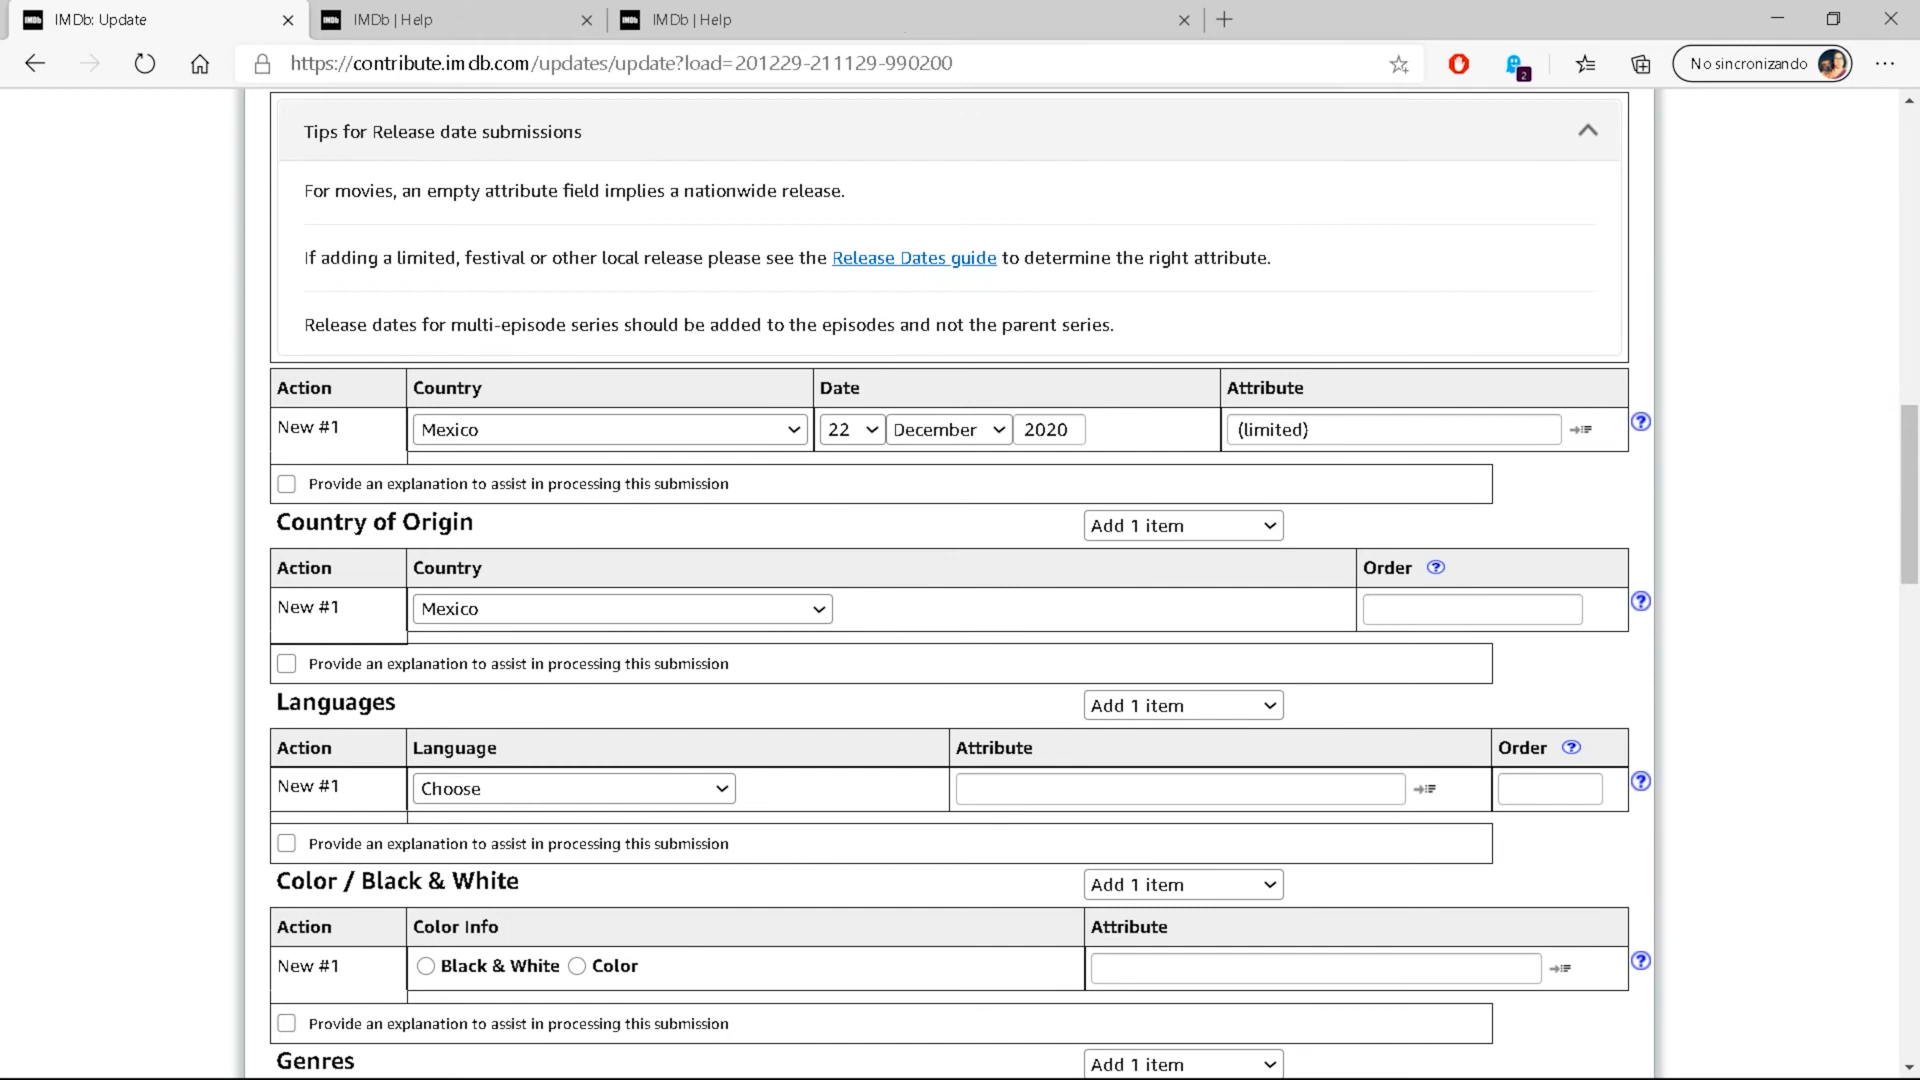 IMDb: Update
IMDb | Help
IMDb | Help
https://contribute.imdb.com/updates/update?load=201229-211129-990200
2
No sincronizando
Tips for Release date submissions
For movies, an empty attribute field implies a nationwide release.
If adding a limited, festival or other local release please see the Release Dates guide to determine the right attribute.
Release dates for multi-episode series should be added to the episodes and not the parent series.
Action Country Date Attribute
New #1 Mexico 22 December 2020 (limited) ?
Provide an explanation to assist in processing this submission
Country of Origin Add 1 item
Action Country Order ?
New #1 Mexico ?
Provide an explanation to assist in processing this submission
Languages Add 1 item
Action Language Attribute Order ?
New #1 Choose ?
Provide an explanation to assist in processing this submission
Color / Black & White Add 1 item
Action Color Info Attribute
New #1 Black & White Color ?
Provide an explanation to assist in processing this submission
Genres Add 1 item